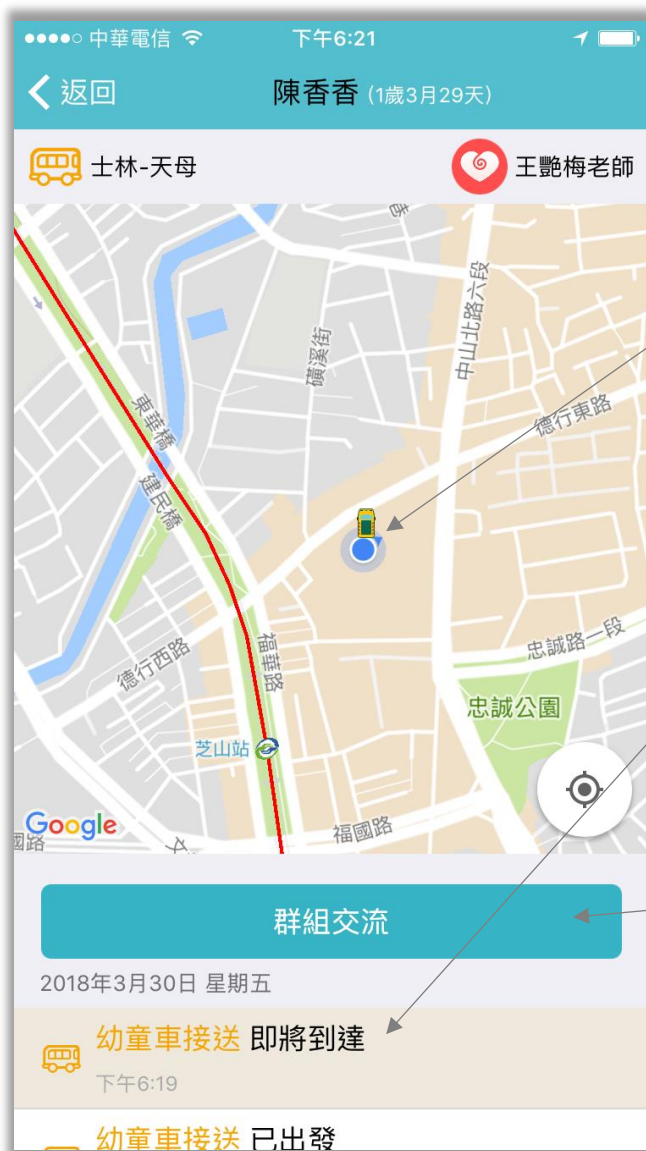 中華電信 下午6:21
返回 陳香香 (1歲3月29天)
士林-天母 王艷梅老師
中山北路六段
磺溪街
德行東路
東華橋
建民橋
福華路
德行西路
忠誠路一段
忠誠公園
芝山站
Google
福國路
國路
群組交流
2018年3月30日 星期五
幼童車接送 即將到達
下午6:19
幼童車接送 已出發